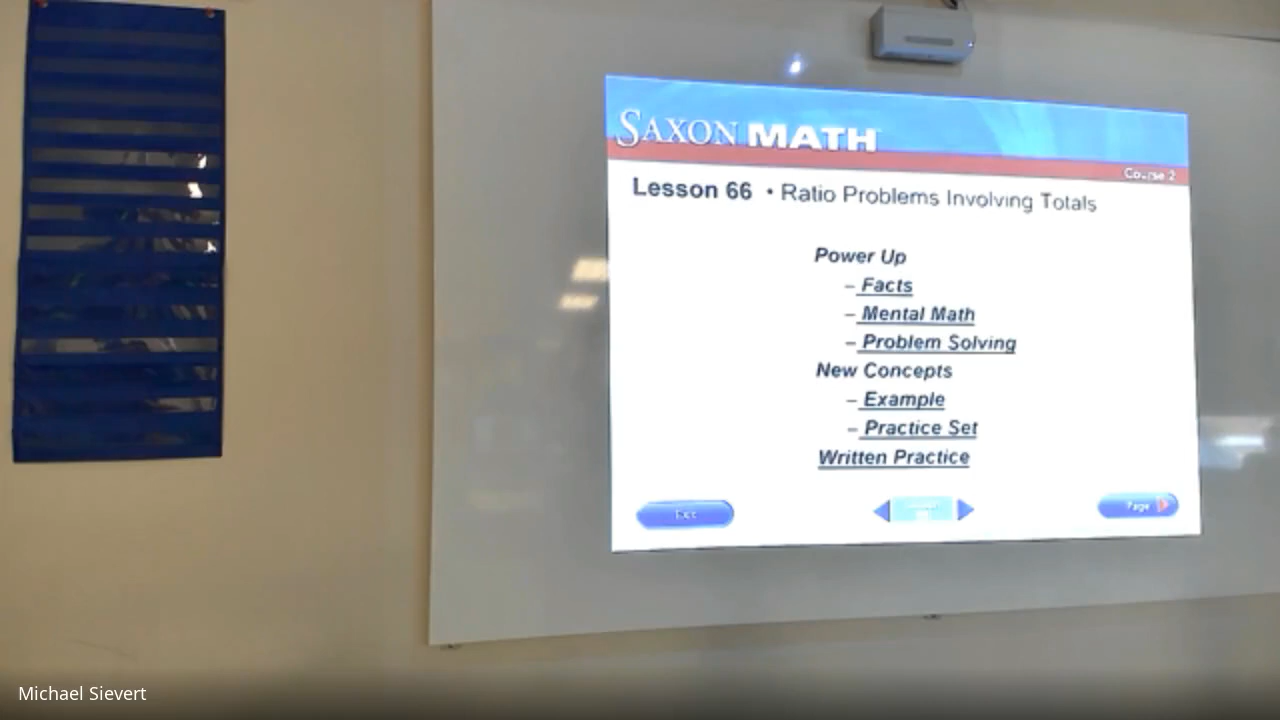 SAXON MATH
Course 2
Lesson 66 • Ratio Problems Involving Totals
Power Up
– Facts
– Mental Math
– Problem Solving
New Concepts
– Example
– Practice Set
Written Practice
Exit
Page
Michael Sievert